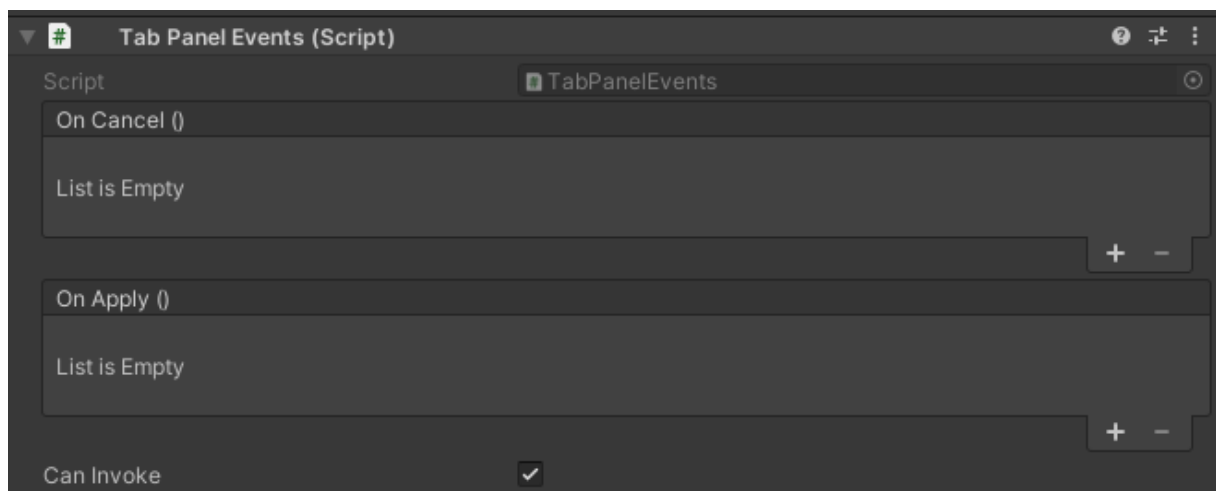 # Tab Panel Events (Script)
Script # TabPanelEvents
On Cancel ()
List is Empty
+ −
On Apply ()
List is Empty
+ −
Can Invoke